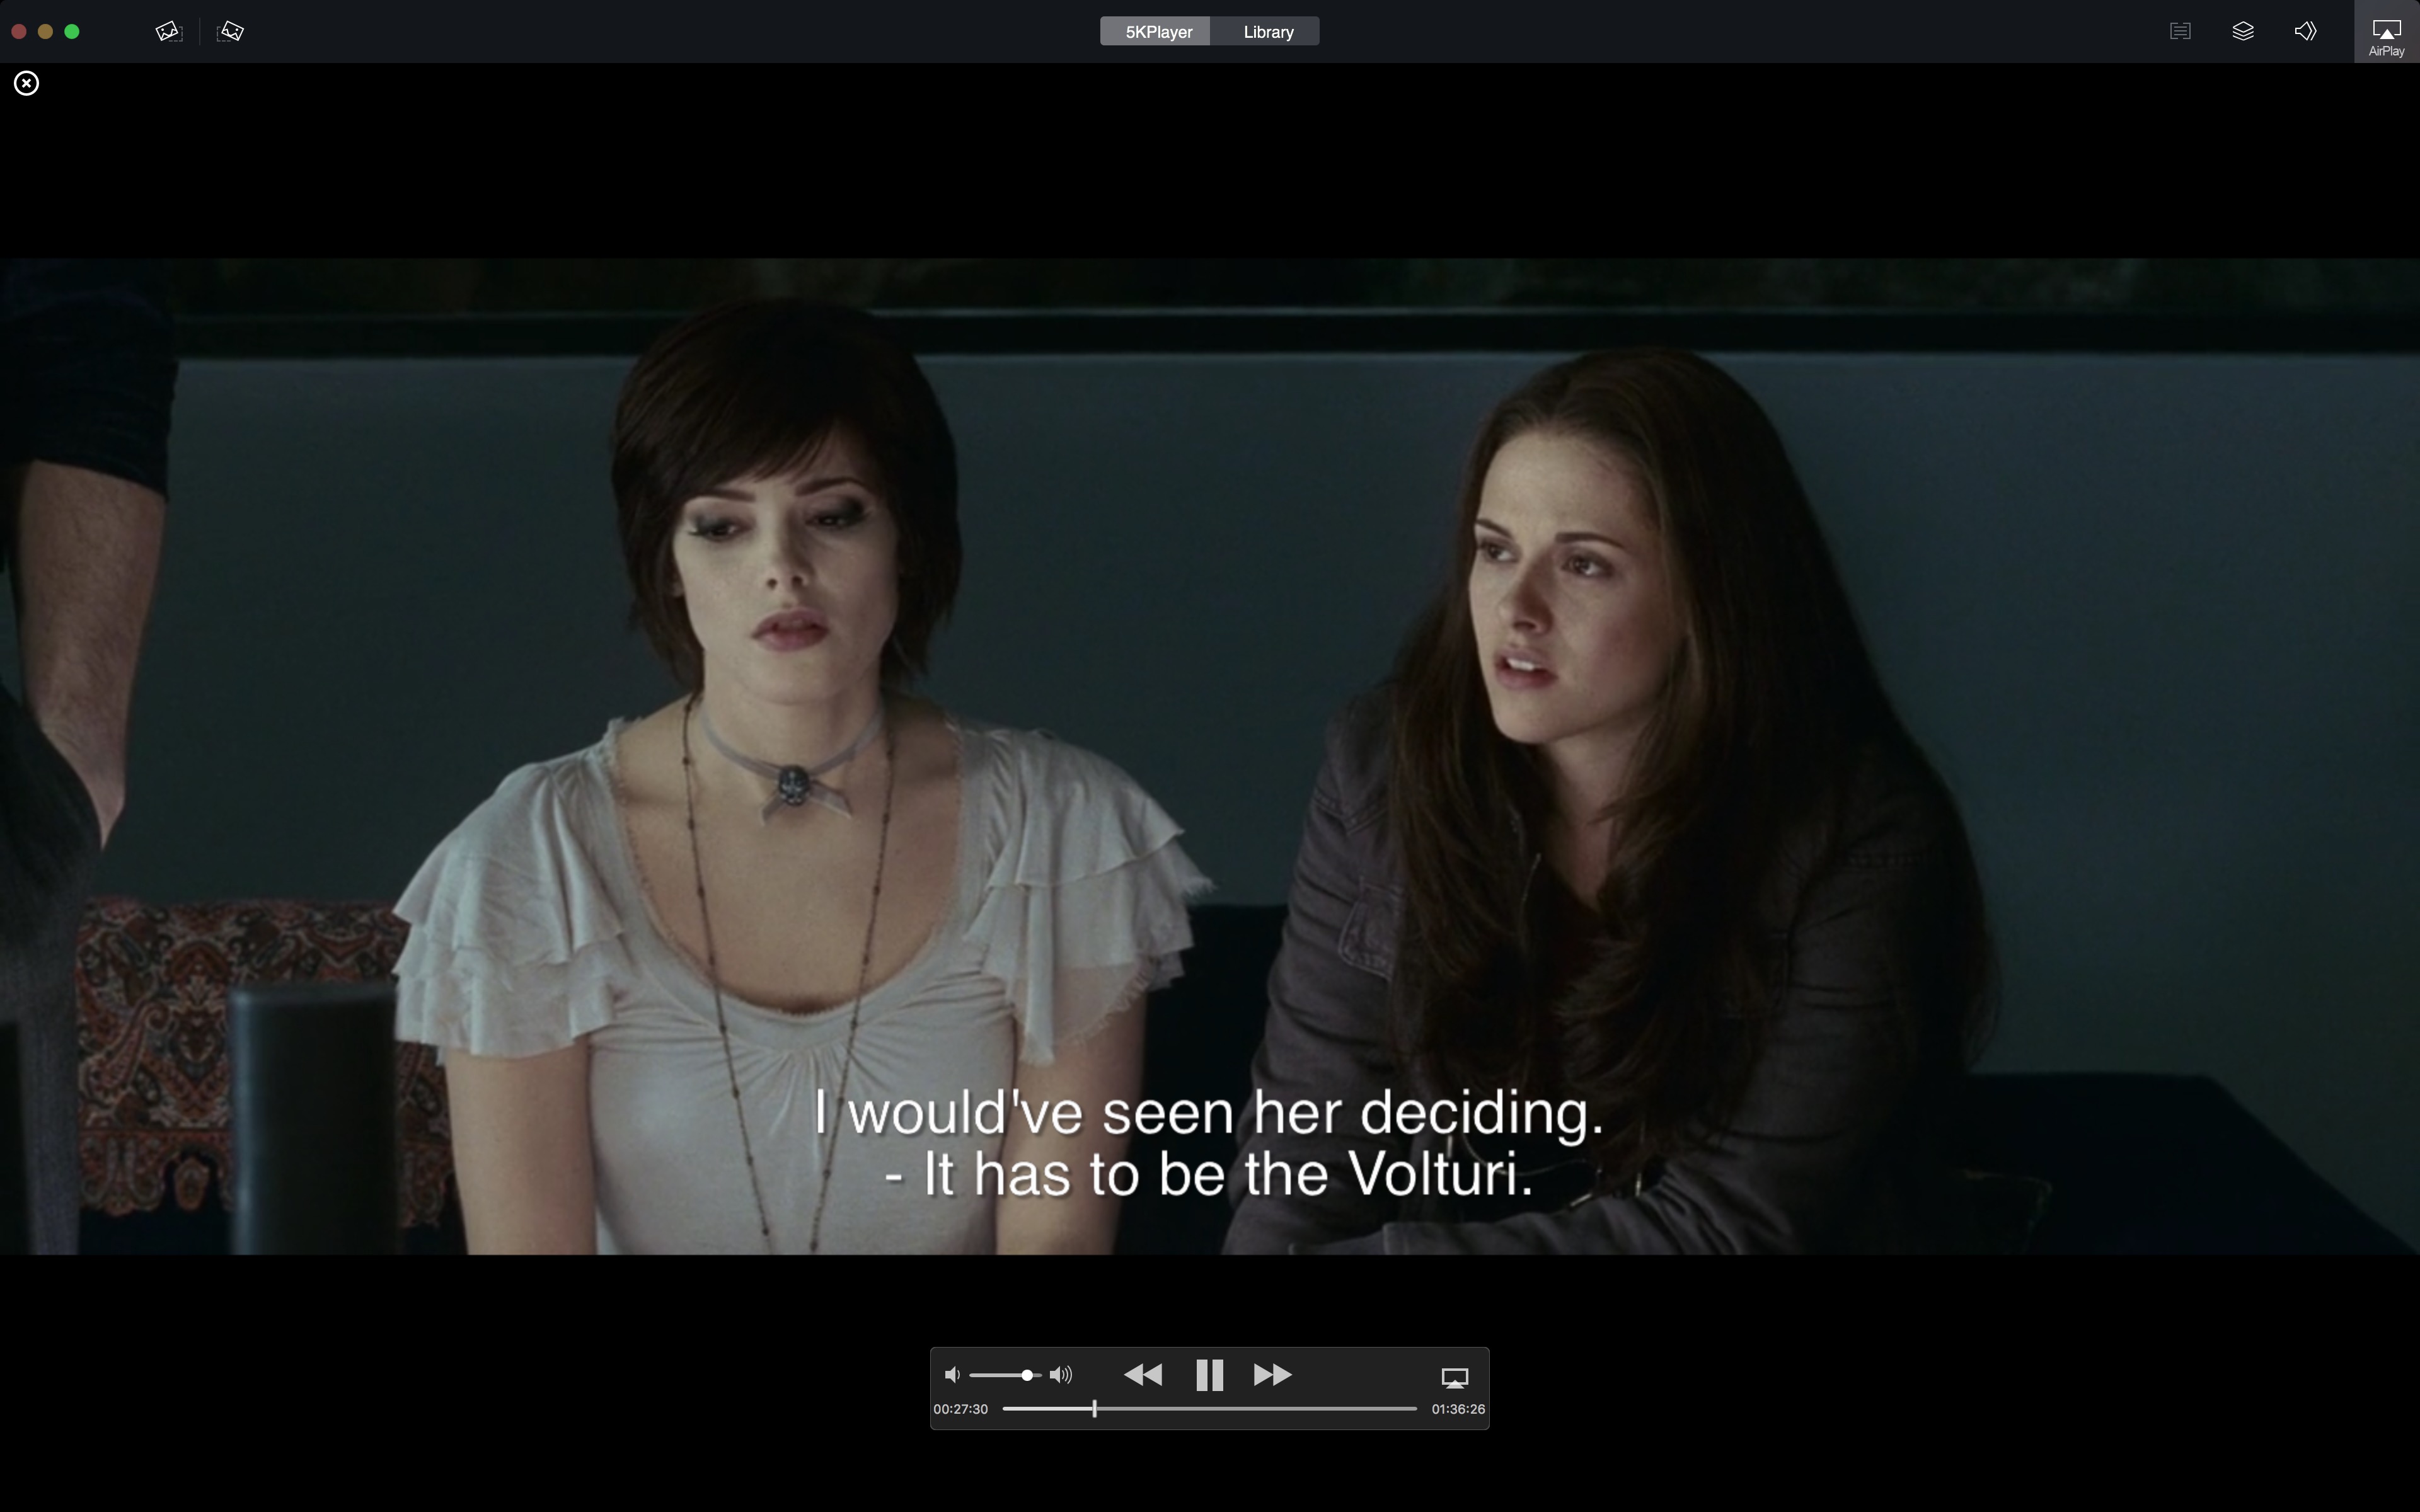 5KPlayer
Library
AirPlay
I would've seen her deciding.
- It has to be the Volturi.
00:27:30
01:36:26